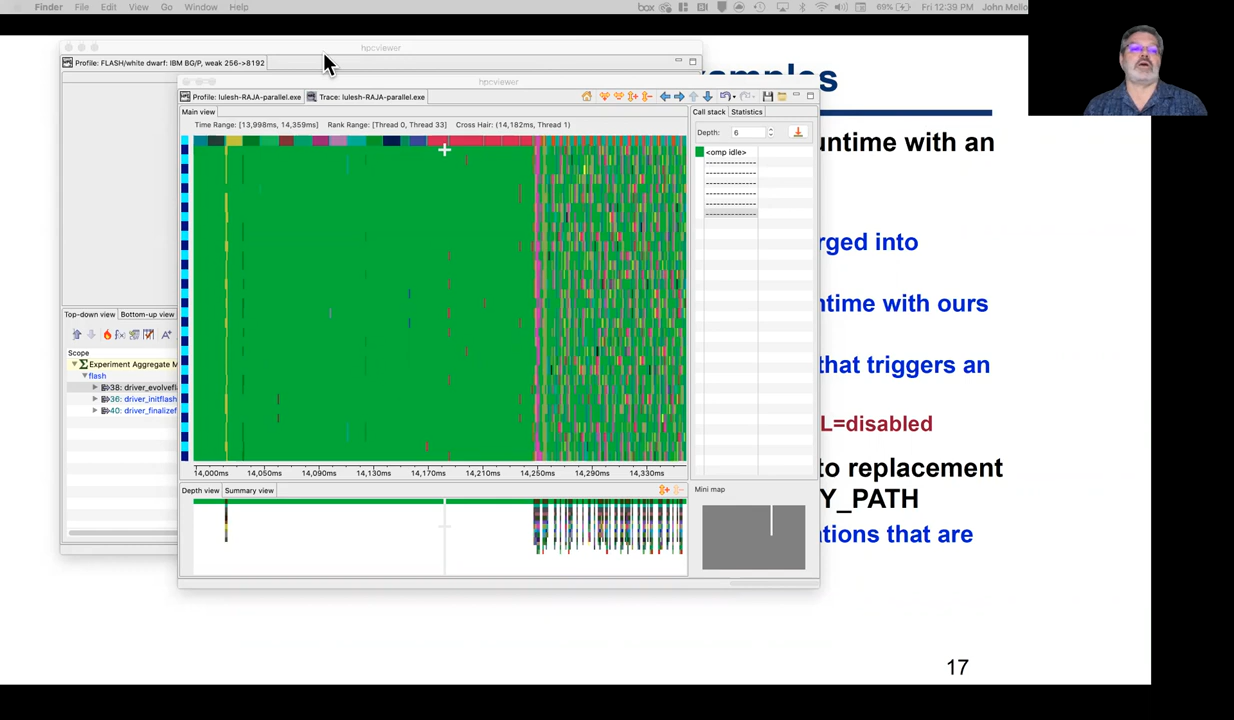 Finder File Edit View Go Window Help
box 69% Fri 12:39 PM John Mello
hpcviewer
Profile: FLASH/white dwarf: IBM BG/P, weak 256->8192
amples
hpcviewer
Profile: lulesh-RAJA-parallel.exe Trace: lulesh-RAJA-parallel.exe
Main view
Call stack Statistics
Time Range: [13,998ms, 14,359ms] Rank Range: [Thread 0, Thread 33] Cross Hair: (14,182ms, Thread 1)
Depth: 6
<omp idle>
--------------
--------------
--------------
--------------
--------------
--------------
untime with an
rged into
ntime with ours
that triggers an
L=disabled
to replacement
Y_PATH
ations that are
Top-down view Bottom-up view
Scope
Experiment Aggregate M
flash
38: driver_evolvefla
36: driver_initflash
40: driver_finalizef
14,000ms 14,050ms 14,090ms 14,130ms 14,170ms 14,210ms 14,250ms 14,290ms 14,330ms
Depth view Summary view
Mini map
17